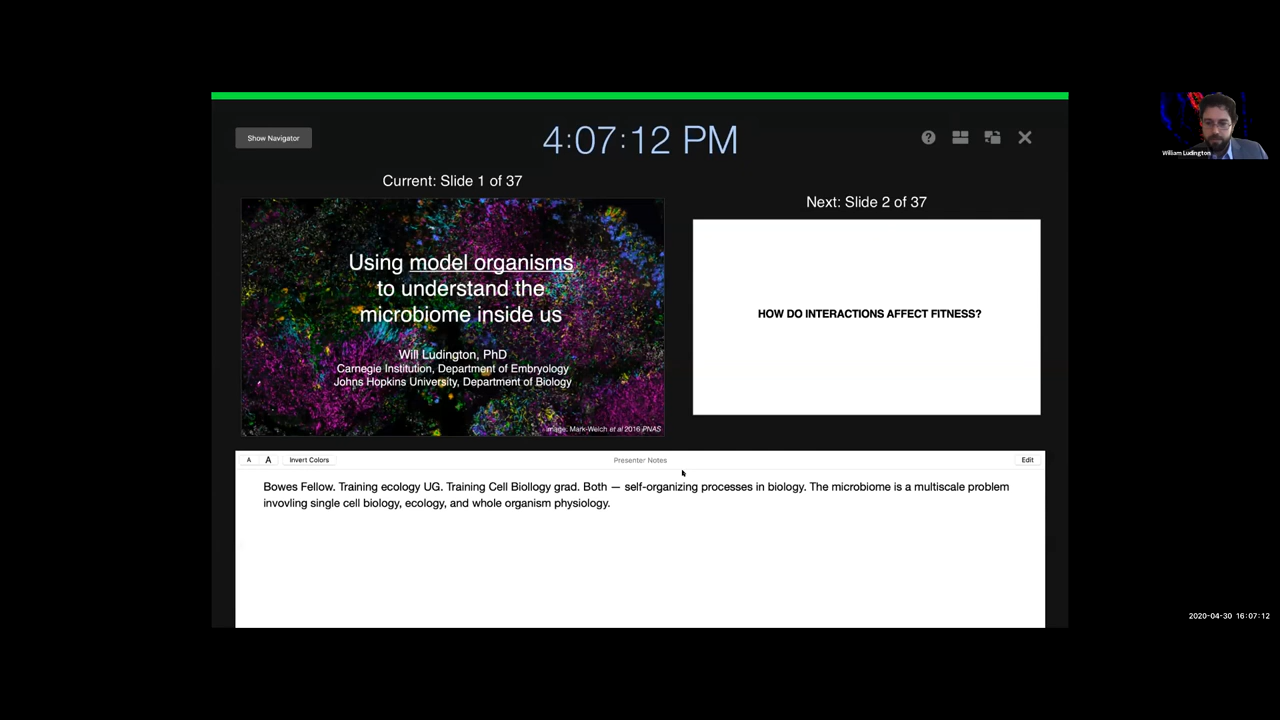 Show Navigator
4:07:12 PM
Current: Slide 1 of 37
Next: Slide 2 of 37
Using model organisms
to understand the
microbiome inside us
Will Ludington, PhD
Carnegie Institution, Department of Embryology
Johns Hopkins University, Department of Biology
Image: Mark-Welch et al 2016 PNAS
HOW DO INTERACTIONS AFFECT FITNESS?
A A Invert Colors Presenter Notes Edit
Bowes Fellow. Training ecology UG. Training Cell Biollogy grad. Both — self-organizing processes in biology. The microbiome is a multiscale problem
invovling single cell biology, ecology, and whole organism physiology.
William Ludington
2020-04-30 16:07:12